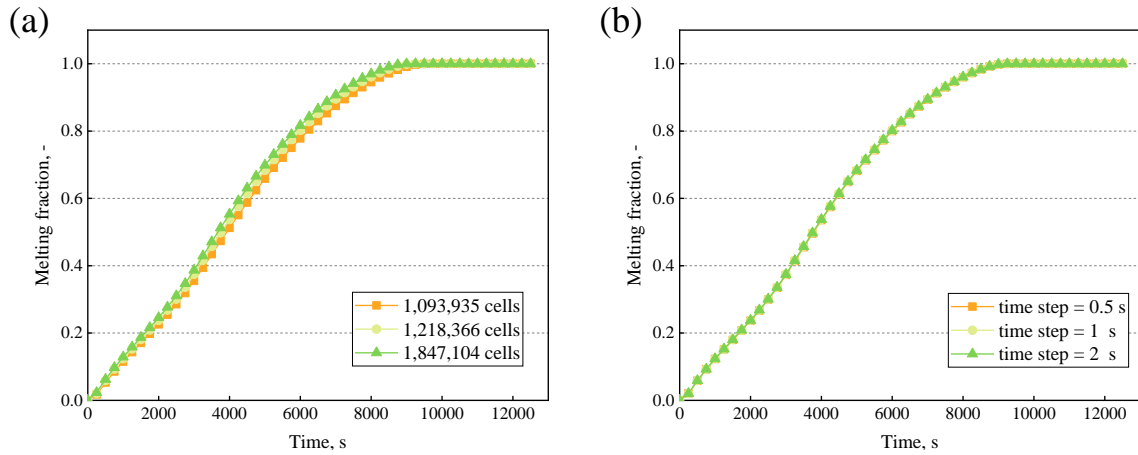 (a)
Melting fraction, -
1.0
0.8
0.6
0.4
0.2
0.0
0 2000 4000 6000 8000 10000 12000
Time, s
1,093,935 cells
1,218,366 cells
1,847,104 cells
(b)
Melting fraction, -
1.0
0.8
0.6
0.4
0.2
0.0
0 2000 4000 6000 8000 10000 12000
Time, s
time step = 0.5 s
time step = 1 s
time step = 2 s